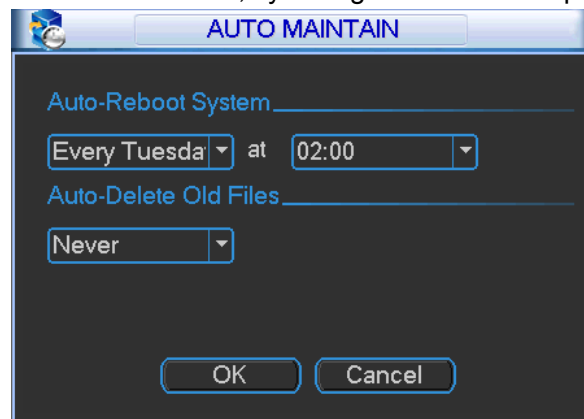 AUTO MAINTAIN
Auto-Reboot System
Every Tuesda at 02:00
Auto-Delete Old Files
Never
OK Cancel